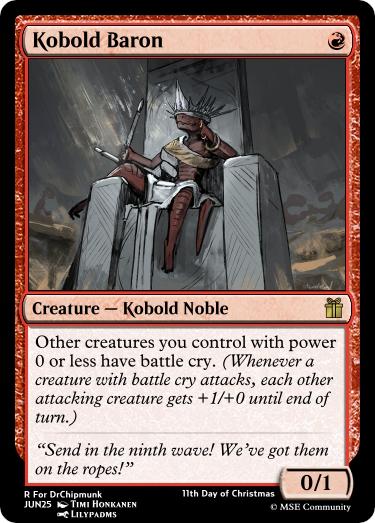 Kobold Baron
Creature — Kobold Noble
Other creatures you control with power
0 or less have battle cry. (Whenever a
creature with battle cry attacks, each other
attacking creature gets +1/+0 until end of
turn.)
“Send in the ninth wave! We've got them
on the ropes!”
0/1
R For DrChipmunk
11th Day of Christmas
JUN25 Timi Honkanen
Lilypadms
© MSE Community